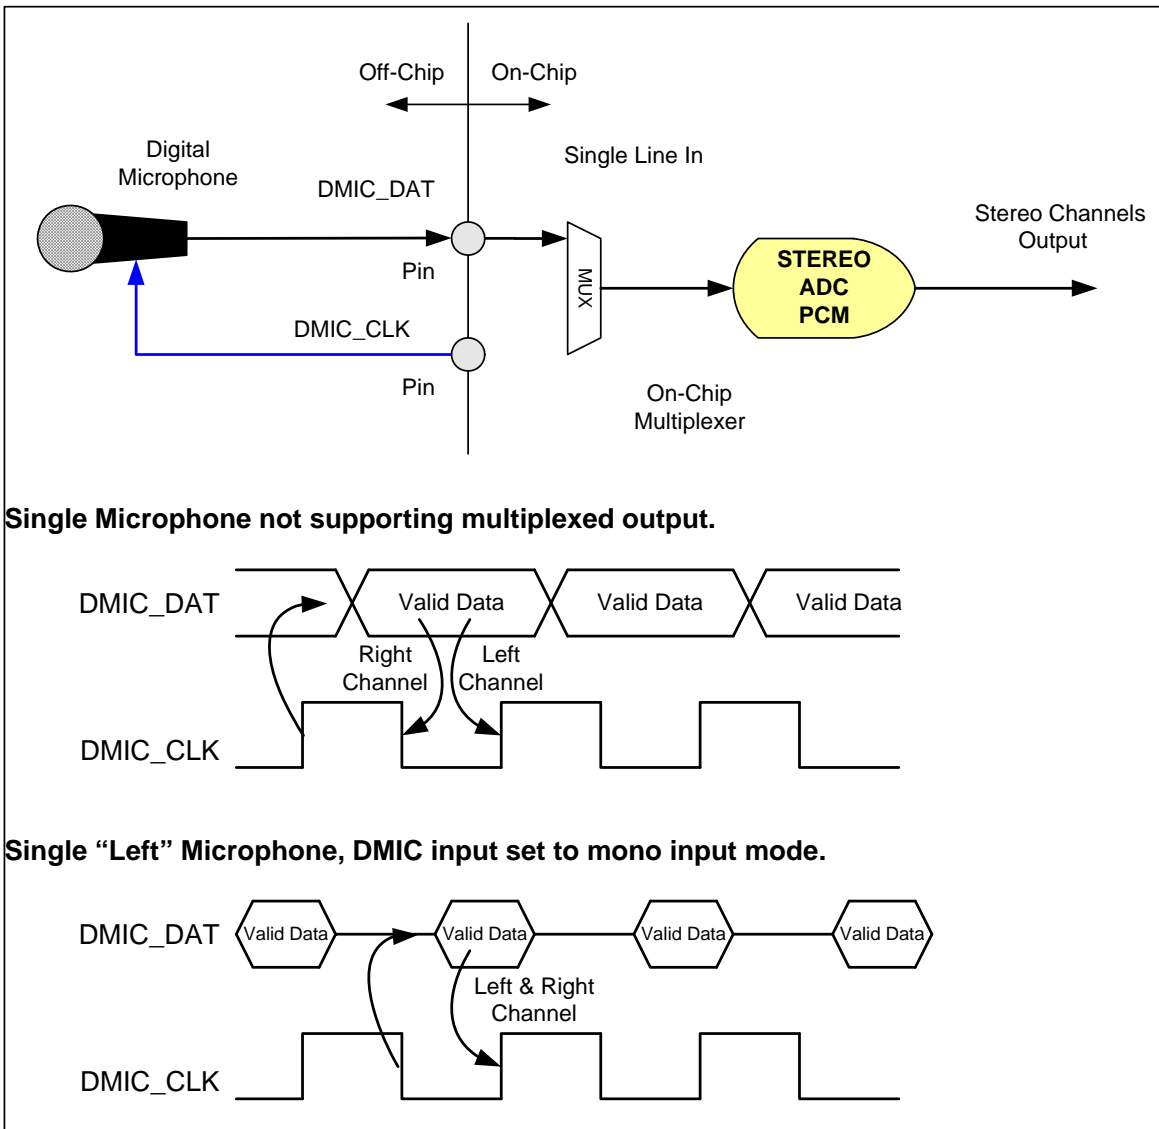 Off-Chip
On-Chip
Digital
Microphone
DMIC_DAT
Single Line In
Stereo Channels
Output
Pin
MUX
STEREO
ADC
PCM
DMIC_CLK
Pin
On-Chip
Multiplexer
Single Microphone not supporting multiplexed output.
DMIC_DAT
Valid Data
Valid Data
Valid Data
Right
Channel
Left
Channel
DMIC_CLK
Single “Left” Microphone, DMIC input set to mono input mode.
DMIC_DAT
Valid Data
Valid Data
Valid Data
Valid Data
Left & Right
Channel
DMIC_CLK